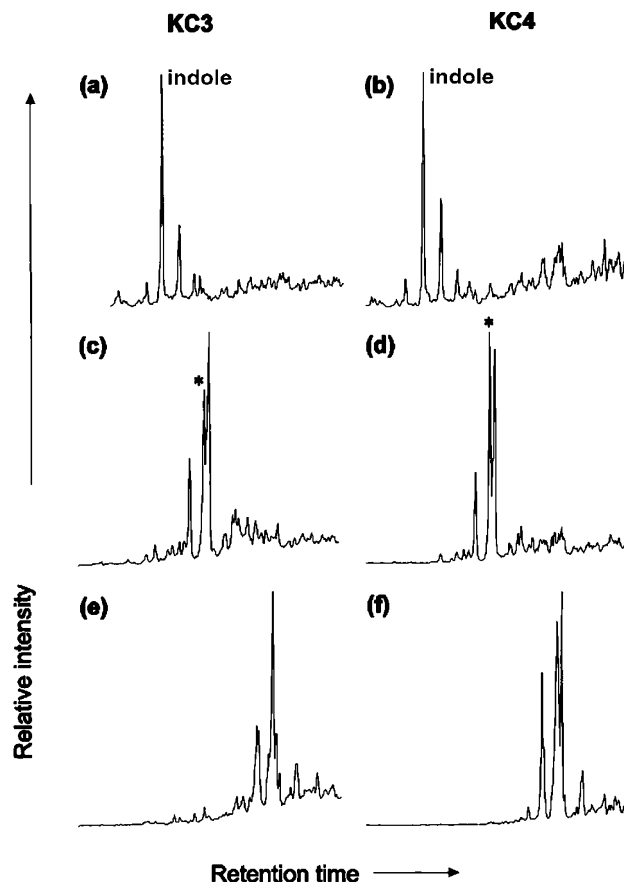 KC3 KC4
(a) indole (b) indole
(c) * (d) *
(e) (f)
Relative intensity
Retention time